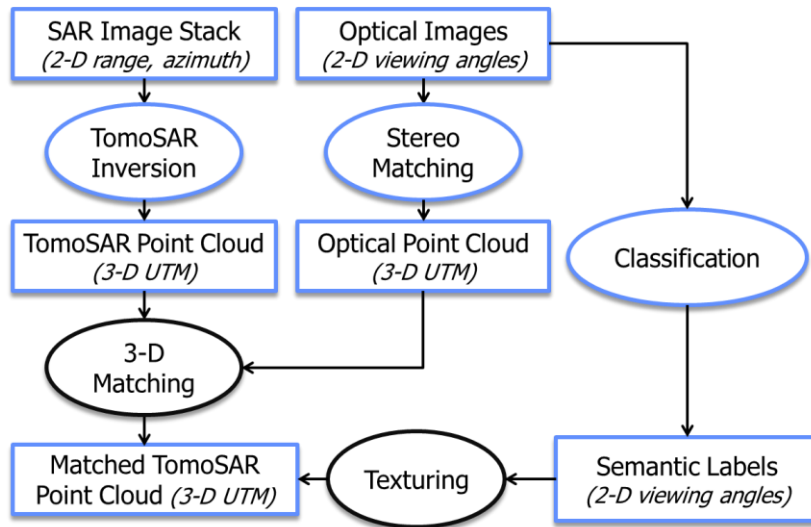 SAR Image Stack
(2-D range, azimuth)
Optical Images
(2-D viewing angles)
TomoSAR
Inversion
Stereo
Matching
TomoSAR Point Cloud
(3-D UTM)
Optical Point Cloud
(3-D UTM)
Classification
3-D
Matching
Matched TomoSAR
Point Cloud (3-D UTM)
Texturing
Semantic Labels
(2-D viewing angles)